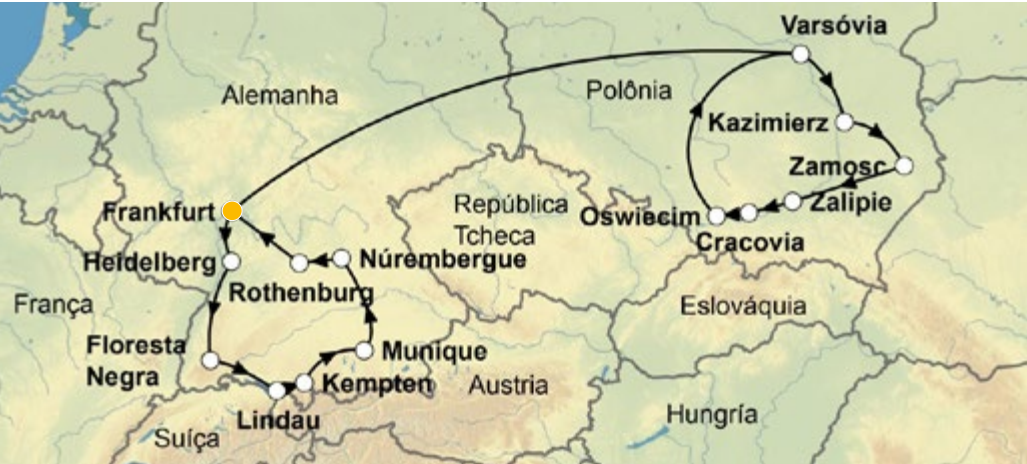 Varsóvia
Alemanha
Polônia
Kazimierz
Zamosc
Zalipie
República
Tcheca
Oswiecim
Cracovia
Frankfurt
Heidelberg
Núrembergue
Rothenburg
França
Eslováquia
Floresta
Negra
Munique
Kempten
Austria
Lindau
Hungría
Suíça